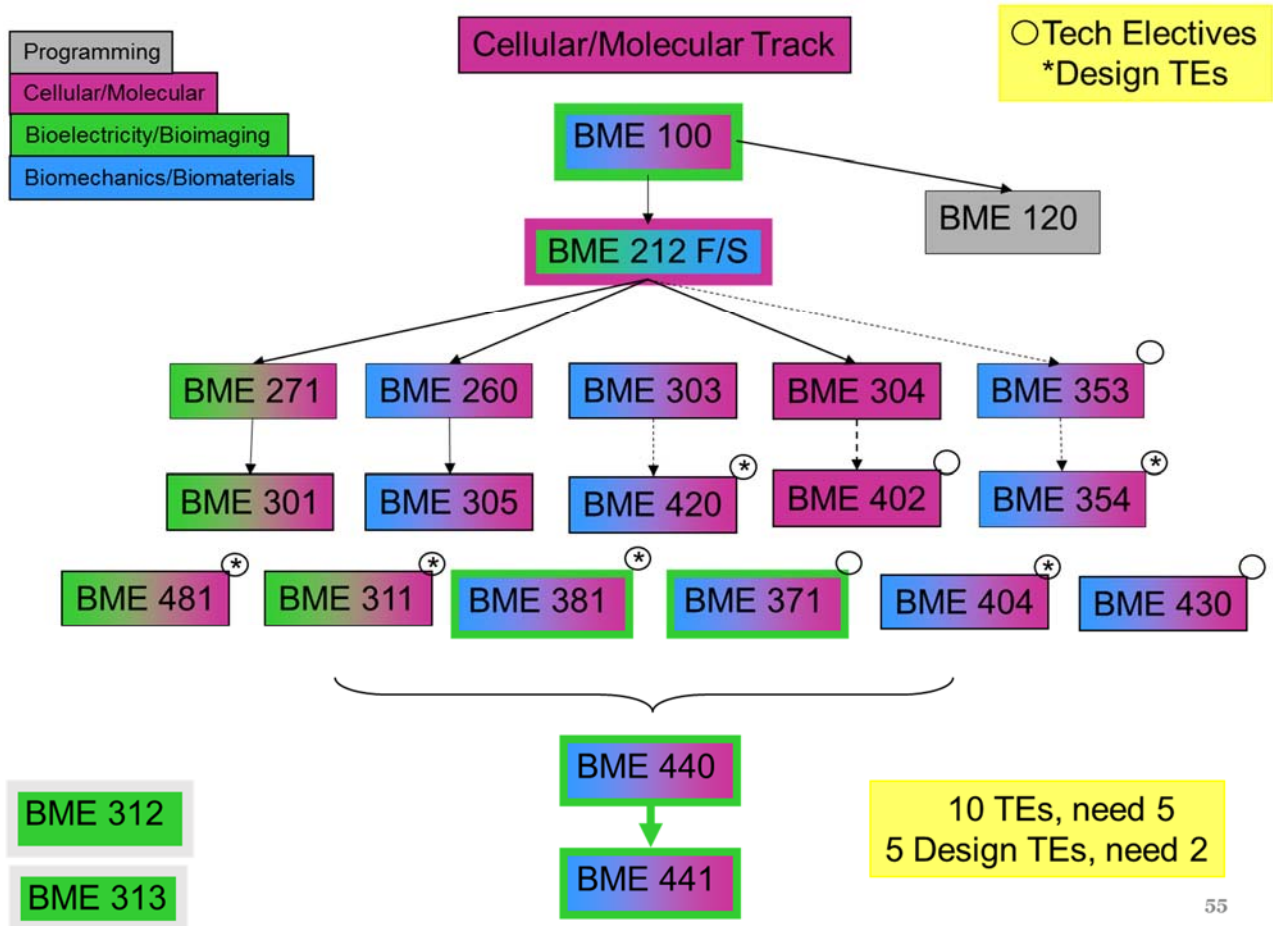 Programming
Cellular/Molecular
Bioelectricity/Bioimaging
Biomechanics/Biomaterials
Cellular/Molecular Track
Tech Electives
*Design TEs
BME 100
BME 120
BME 212 F/S
BME 271
BME 260
BME 303
BME 304
BME 353
BME 301
BME 305
*
BME 420
BME 402
*
BME 354
*
BME 481
*
BME 311
*
BME 381
BME 371
*
BME 404
BME 430
BME 440
BME 441
BME 312
BME 313
10 TEs, need 5
5 Design TEs, need 2
55